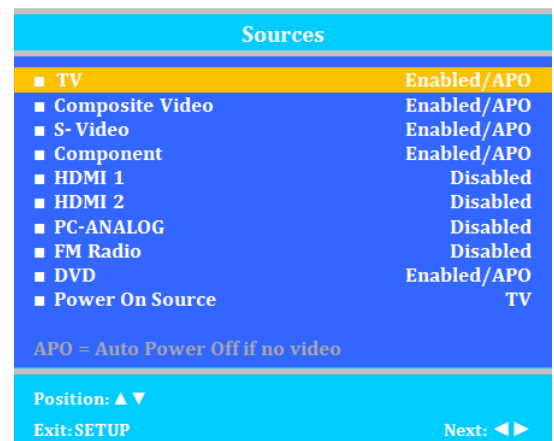 Sources
■ TV Enabled/APO
■ Composite Video Enabled/APO
■ S- Video Enabled/APO
■ Component Enabled/APO
■ HDMI 1 Disabled
■ HDMI 2 Disabled
■ PC-ANALOG Disabled
■ FM Radio Disabled
■ DVD Enabled/APO
■ Power On Source TV
APO = Auto Power Off if no video
Position: ▲ ▼
Exit: SETUP Next: ◀ ▶